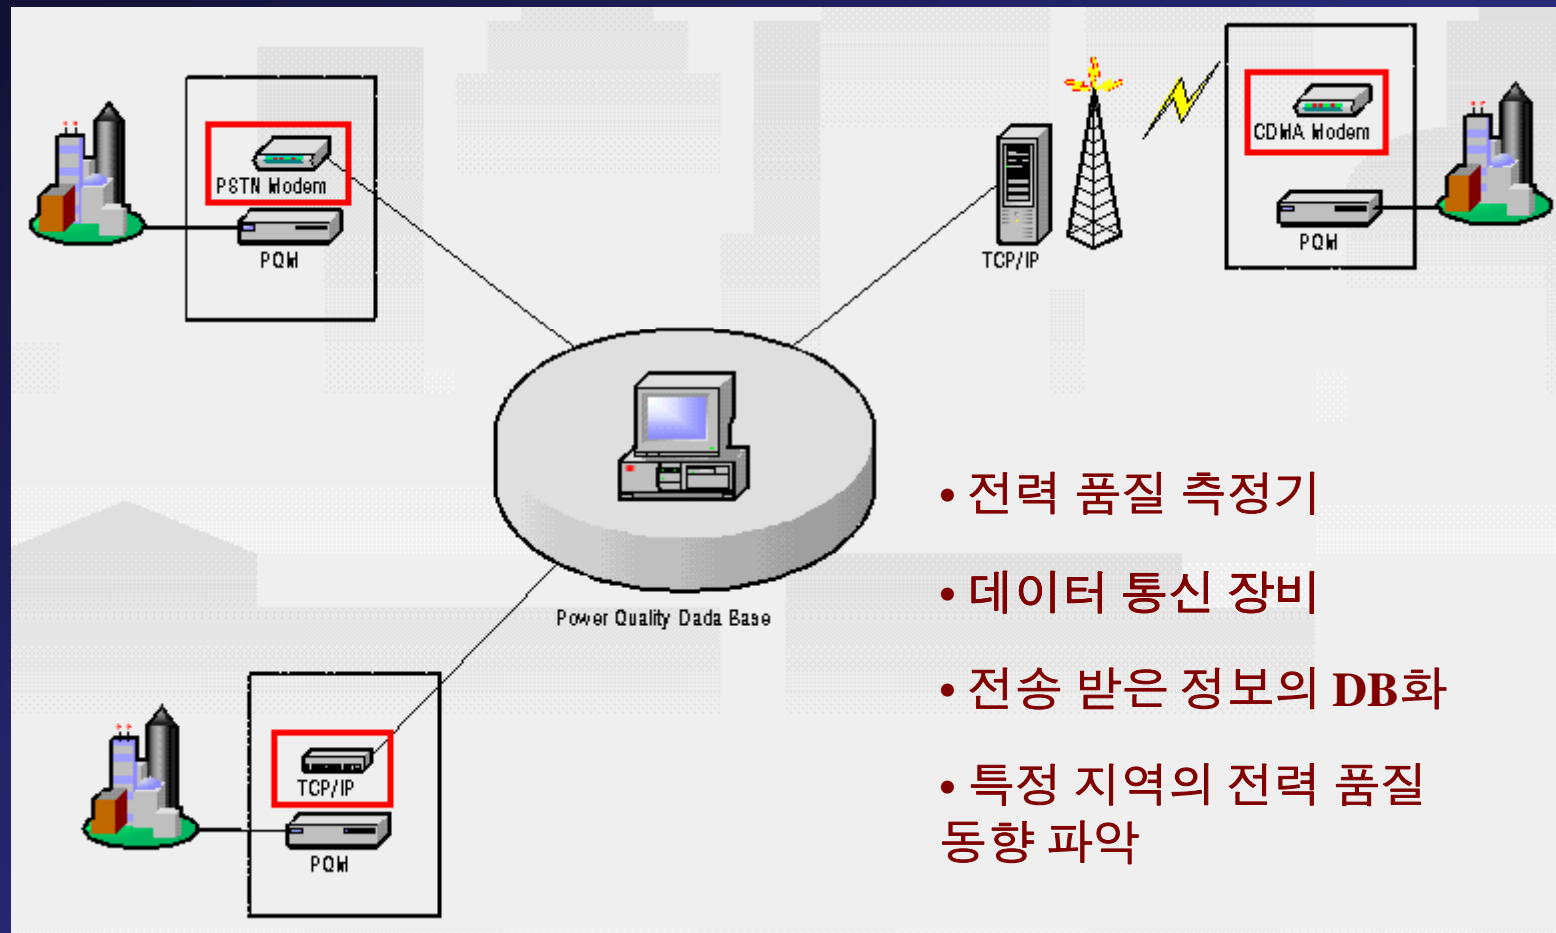 PSTN Modem
PQM
TCP/IP
CDMA Modem
PQM
Power Quality Dada Base
TCP/IP
PQM
• 전력 품질 측정기
• 데이터 통신 장비
• 전송 받은 정보의 DB화
• 특정 지역의 전력 품질
동향 파악